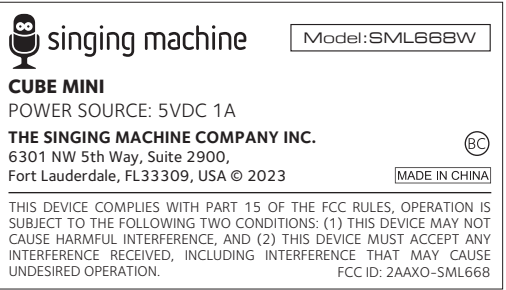 singing machine
Model:SML668W
CUBE MINI
POWER SOURCE: 5VDC 1A
THE SINGING MACHINE COMPANY INC.
6301 NW 5th Way, Suite 2900,
Fort Lauderdale, FL33309, USA © 2023
BC
MADE IN CHINA
THIS DEVICE COMPLIES WITH PART 15 OF THE FCC RULES, OPERATION IS
SUBJECT TO THE FOLLOWING TWO CONDITIONS: (1) THIS DEVICE MAY NOT
CAUSE HARMFUL INTERFERENCE, AND (2) THIS DEVICE MUST ACCEPT ANY
INTERFERENCE RECEIVED, INCLUDING INTERFERENCE THAT MAY CAUSE
UNDESIRED OPERATION. FCC ID: 2AAXO-SML668